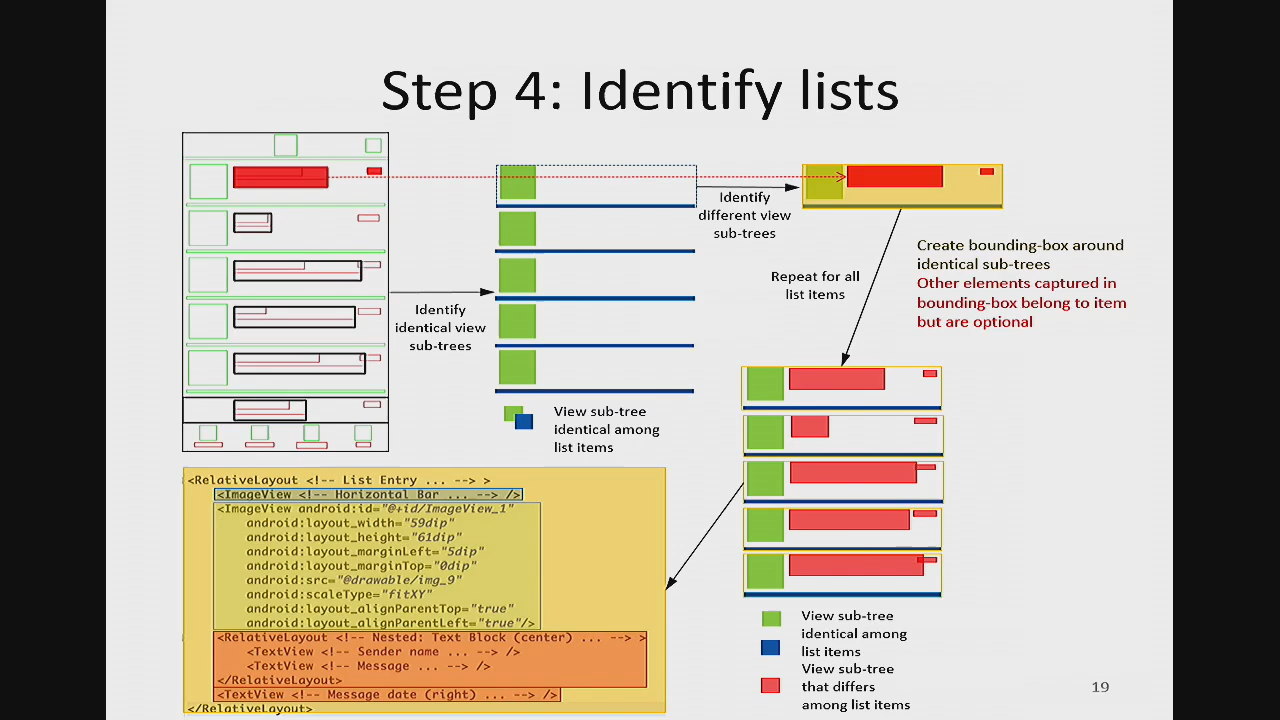 Step 4: Identify lists
Identify
identical view
sub-trees
Identify
different view
sub-trees
Repeat for all
list items
Create bounding-box around
identical sub-trees
Other elements captured in
bounding-box belong to item
but are optional
View sub-tree
identical among
list items
<RelativeLayout <!-- List Entry ... --> >
<ImageView <!-- Horizontal Bar ... --> />
<ImageView android:id="@+id/ImageView_1"
android:layout_width="59dip"
android:layout_height="61dip"
android:layout_marginLeft="5dip"
android:layout_marginTop="0dip"
android:src="@drawable/img_9"
android:scaleType="fitXY"
android:layout_alignParentTop="true"
android:layout_alignParentLeft="true"/>
<RelativeLayout <!-- Nested: Text Block (center) ... --> >
<TextView <!-- Sender name ... --> />
<TextView <!-- Message ... --> />
</RelativeLayout>
<TextView <!-- Message date (right) ... --> />
</RelativeLayout>
View sub-tree
identical among
list items
View sub-tree
that differs
among list items
19